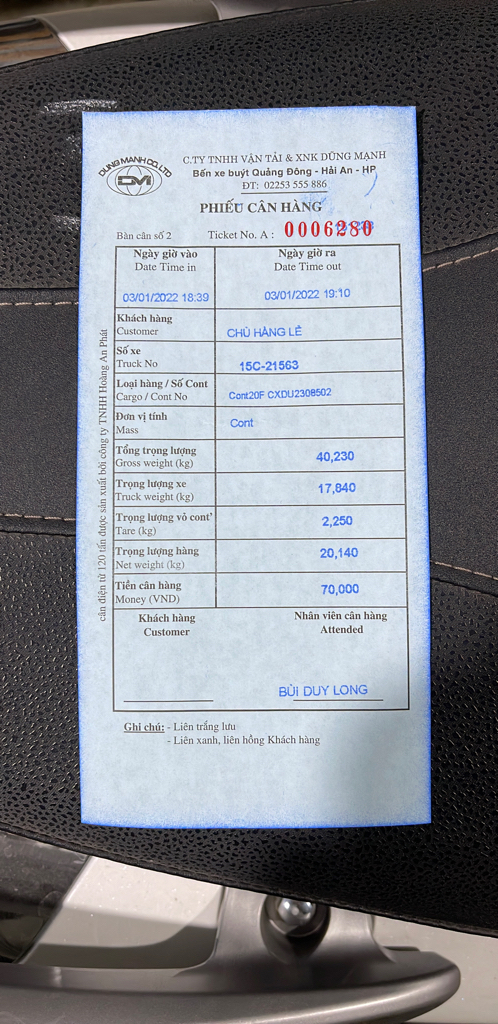 DUNG MANH CO., LTD
DM
C.TY TNHH VẬN TẢI & XNK DŨNG MẠNH
Bến xe buýt Quảng Đông - Hải An - HP
ĐT: 02253 555 886
PHIẾU CÂN HÀNG
Bàn cân số 2 Ticket No. A : 0006280
Ngày giờ vào Ngày giờ ra
Date Time in Date Time out
03/01/2022 18:39 03/01/2022 19:10
Khách hàng
Customer CHỦ HÀNG LẺ
Số xe
Truck No 15C-21563
Loại hàng / Số Cont
Cargo / Cont No Cont20F CXDU2308502
Đơn vị tính
Mass Cont
Tổng trọng lượng
Gross weight (kg) 40,230
Trọng lượng xe
Truck weight (kg) 17,840
Trọng lượng vỏ cont'
Tare (kg) 2,250
Trọng lượng hàng
Net weight (kg) 20,140
Tiền cân hàng
Money (VND) 70,000
Khách hàng Nhân viên cân hàng
Customer Attended
BÙI DUY LONG
Ghi chú: - Liên trắng lưu
- Liên xanh, liên hồng Khách hàng
cân điện tử 120 tấn được sản xuất bởi công ty TNHH Hoàng An Phát